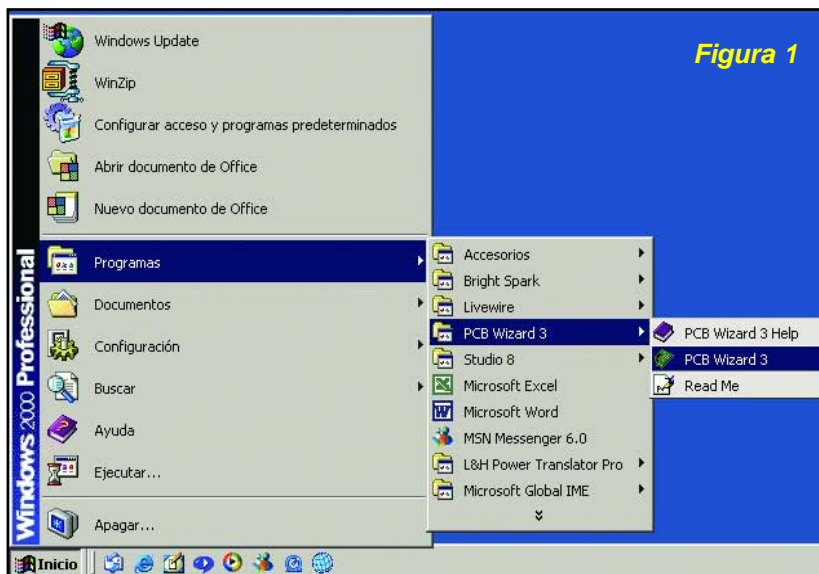 Figura 1
Windows Update
WinZip
Configurar acceso y programas predeterminados
Abrir documento de Office
Nuevo documento de Office
Programas
Documentos
Configuración
Buscar
Ayuda
Ejecutar...
Apagar...
Windows 2000 Professional
Accesorios
Bright Spark
Livewire
PCB Wizard 3
Studio 8
Microsoft Excel
Microsoft Word
MSN Messenger 6.0
L&H Power Translator Pro
Microsoft Global IME
PCB Wizard 3 Help
PCB Wizard 3
Read Me
Inicio